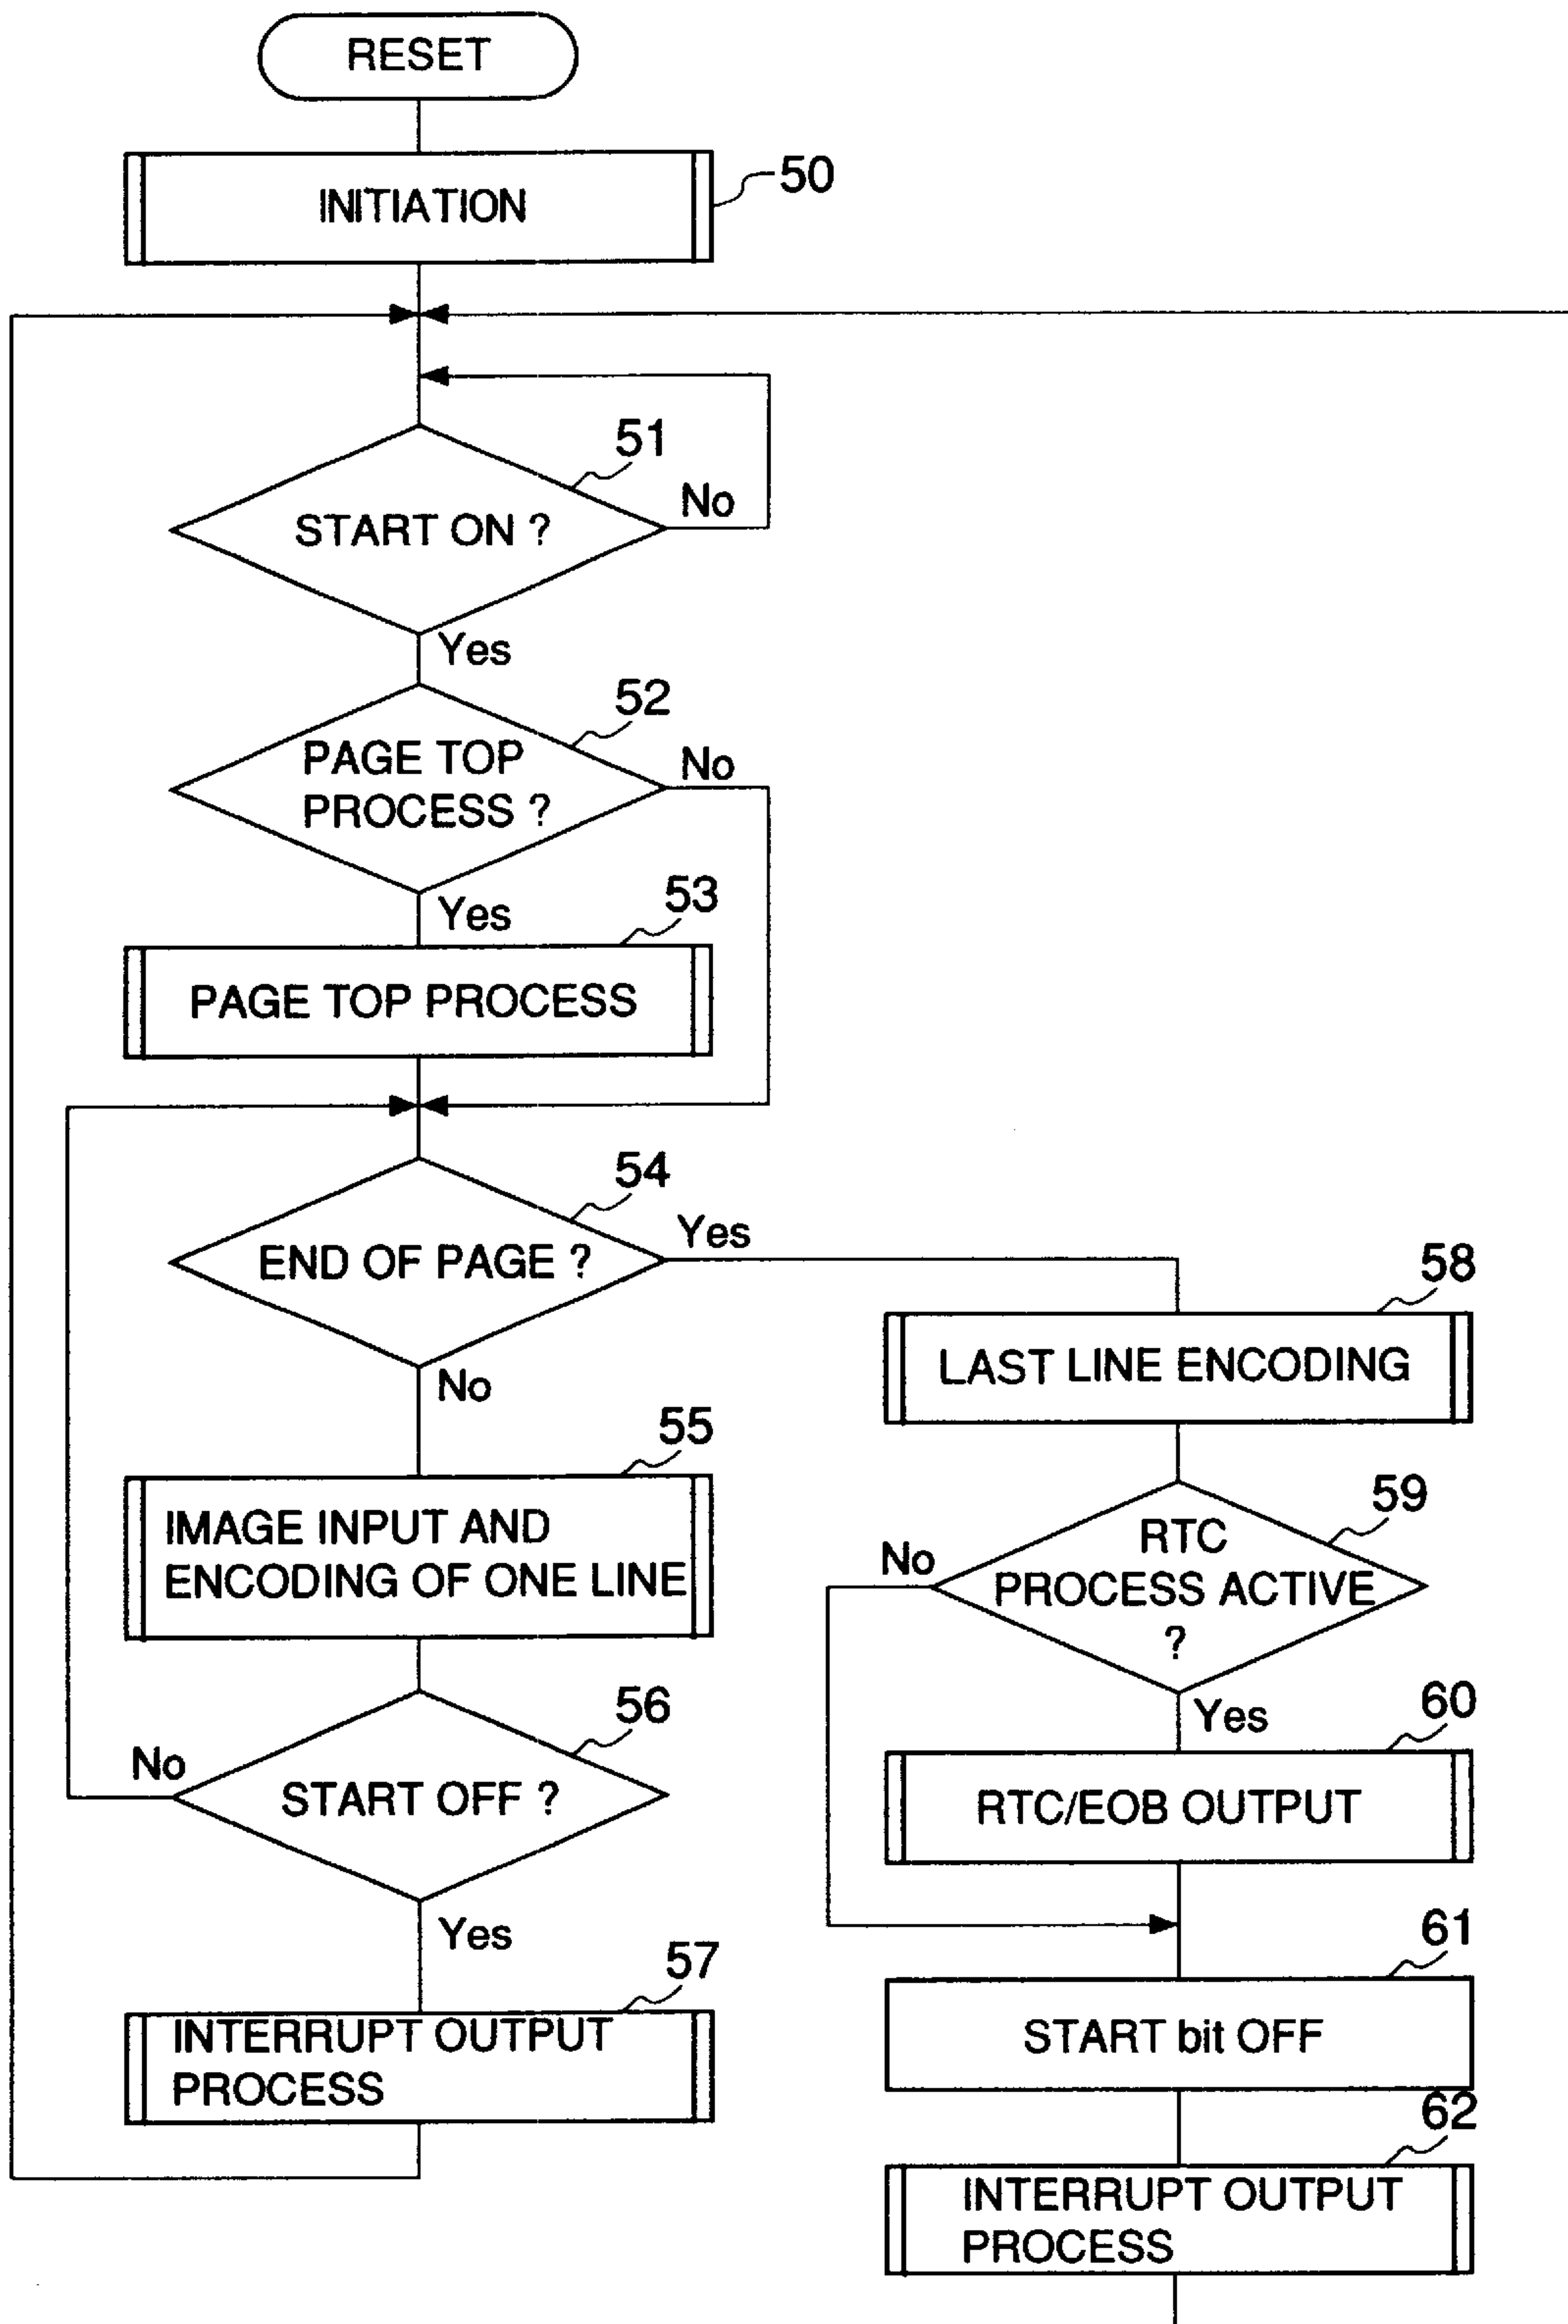 RESET
INITIATION
50
51
START ON ?
No
Yes
52
PAGE TOP
PROCESS ?
No
Yes
53
PAGE TOP PROCESS
54
END OF PAGE ?
Yes
No
55
IMAGE INPUT AND
ENCODING OF ONE LINE
56
START OFF ?
No
Yes
57
INTERRUPT OUTPUT
PROCESS
58
LAST LINE ENCODING
59
RTC
PROCESS ACTIVE
?
No
Yes
60
RTC/EOB OUTPUT
61
START bit OFF
62
INTERRUPT OUTPUT
PROCESS